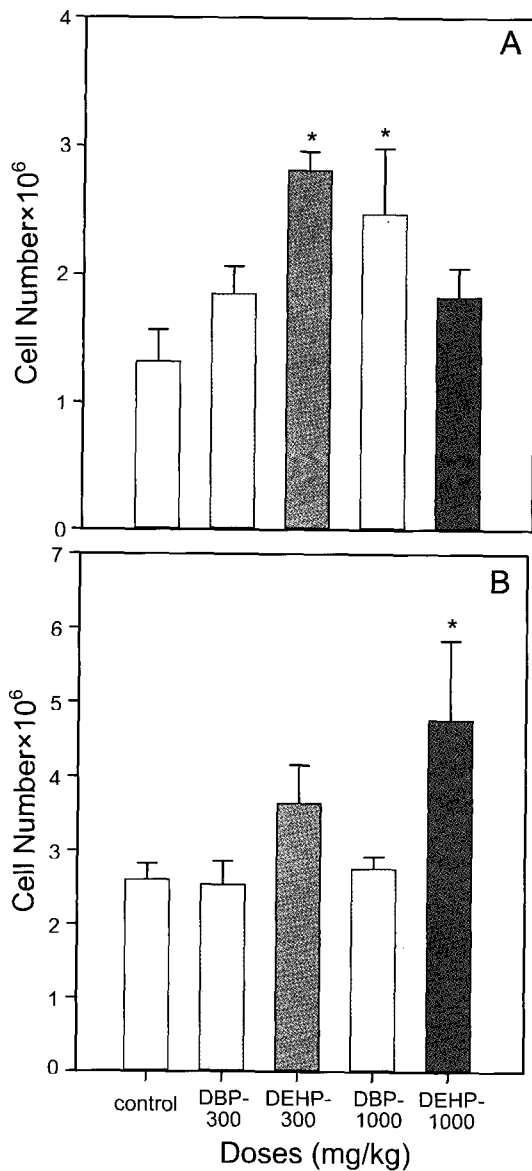 A
4
3
2
1
0
Cell Number×10⁶
* *
B
7
6
5
4
3
2
1
0
Cell Number×10⁶
*
control DBP-300 DEHP-300 DBP-1000 DEHP-1000
Doses (mg/kg)